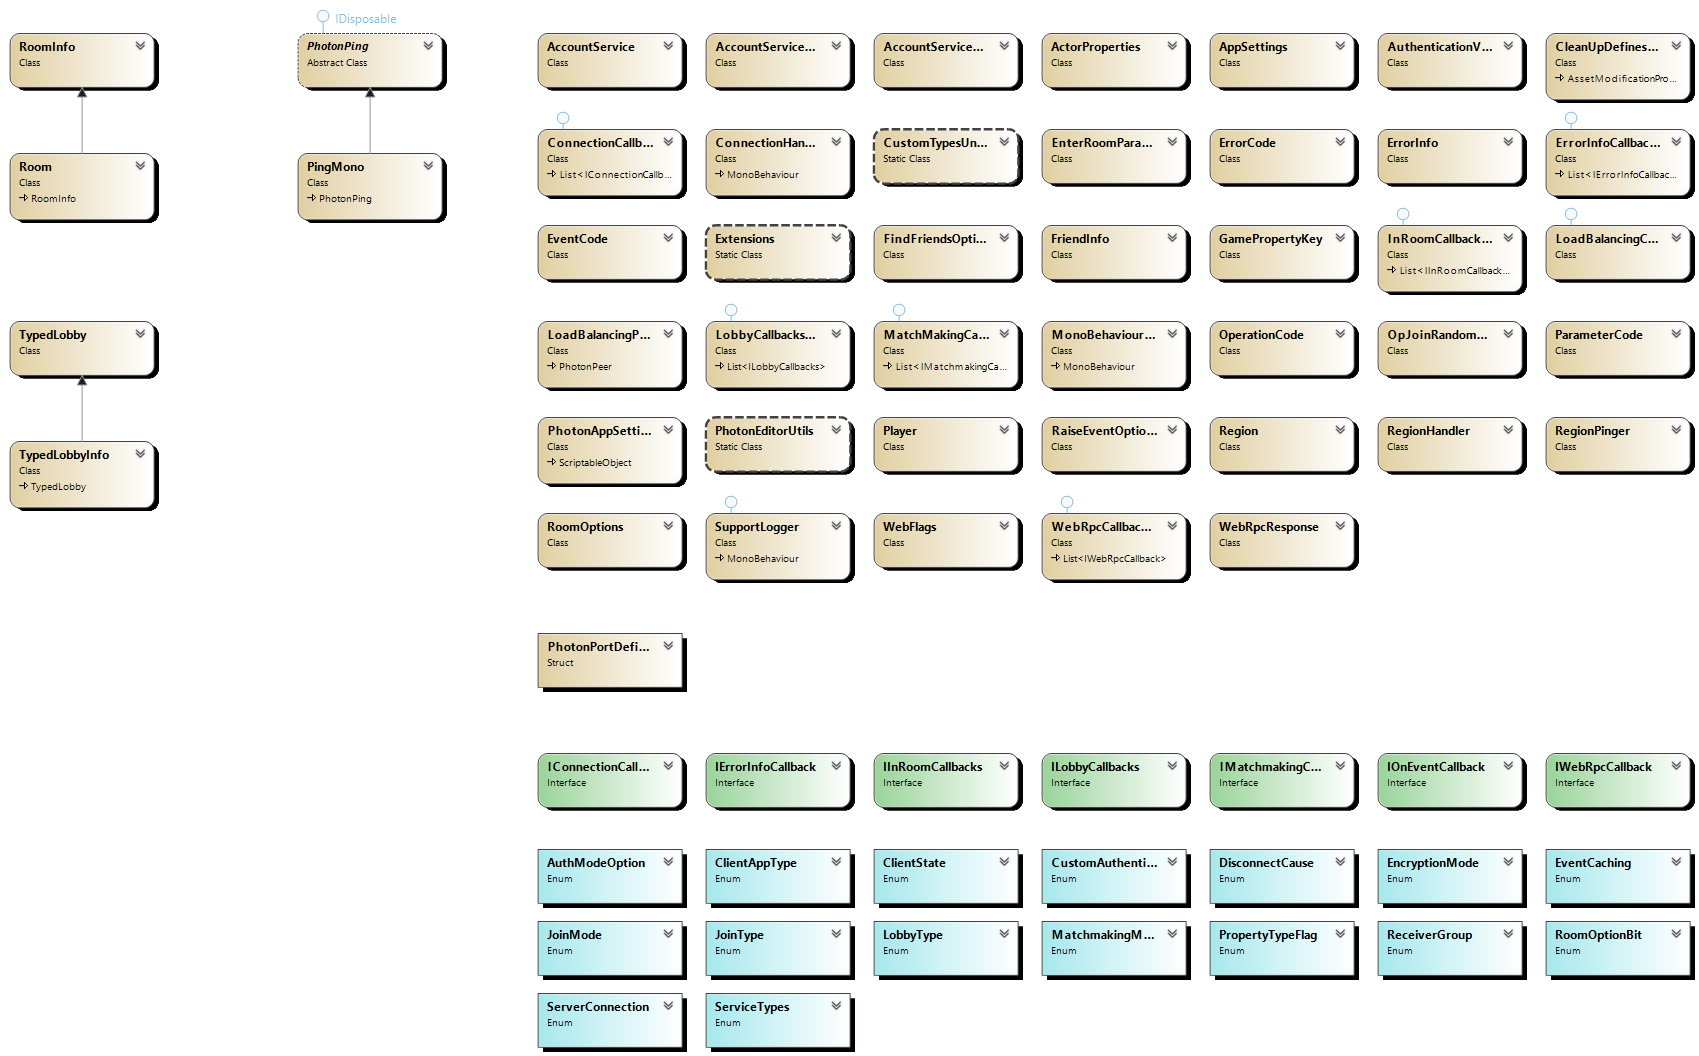 IDisposable
RoomInfo
Class
PhotonPing
Abstract Class
AccountService
Class
AccountService...
Class
AccountService...
Class
ActorProperties
Class
AppSettings
Class
AuthenticationV...
Class
CleanUpDefines...
Class
AssetModificationPro...
Room
Class
RoomInfo
PingMono
Class
PhotonPing
ConnectionCallb...
Class
List<IConnectionCallb...
ConnectionHan...
Class
MonoBehaviour
CustomTypesUn...
Static Class
EnterRoomPara...
Class
ErrorCode
Class
ErrorInfo
Class
ErrorInfoCallbac...
Class
List<IErrorInfoCallbac...
EventCode
Class
Extensions
Static Class
FindFriendsOpti...
Class
FriendInfo
Class
GamePropertyKey
Class
InRoomCallback...
Class
List<IInRoomCallback...
LoadBalancingC...
Class
TypedLobby
Class
LoadBalancingP...
Class
PhotonPeer
LobbyCallbacks...
Class
List<ILobbyCallbacks>
MatchMakingCa...
Class
List<IMatchmakingCa...
MonoBehaviour...
Class
MonoBehaviour
OperationCode
Class
OpJoinRandom...
Class
ParameterCode
Class
TypedLobbyInfo
Class
TypedLobby
PhotonAppSetti...
Class
ScriptableObject
PhotonEditorUtils
Static Class
Player
Class
RaiseEventOptio...
Class
Region
Class
RegionHandler
Class
RegionPinger
Class
RoomOptions
Class
SupportLogger
Class
MonoBehaviour
WebFlags
Class
WebRpcCallbac...
Class
List<IWebRpcCallback>
WebRpcResponse
Class
PhotonPortDefi...
Struct
IConnectionCall...
Interface
IErrorInfoCallback
Interface
IInRoomCallbacks
Interface
ILobbyCallbacks
Interface
IMatchmakingC...
Interface
IOnEventCallback
Interface
IWebRpcCallback
Interface
AuthModeOption
Enum
ClientAppType
Enum
ClientState
Enum
CustomAuthenti...
Enum
DisconnectCause
Enum
EncryptionMode
Enum
EventCaching
Enum
JoinMode
Enum
JoinType
Enum
LobbyType
Enum
MatchmakingM...
Enum
PropertyTypeFlag
Enum
ReceiverGroup
Enum
RoomOptionBit
Enum
ServerConnection
Enum
ServiceTypes
Enum